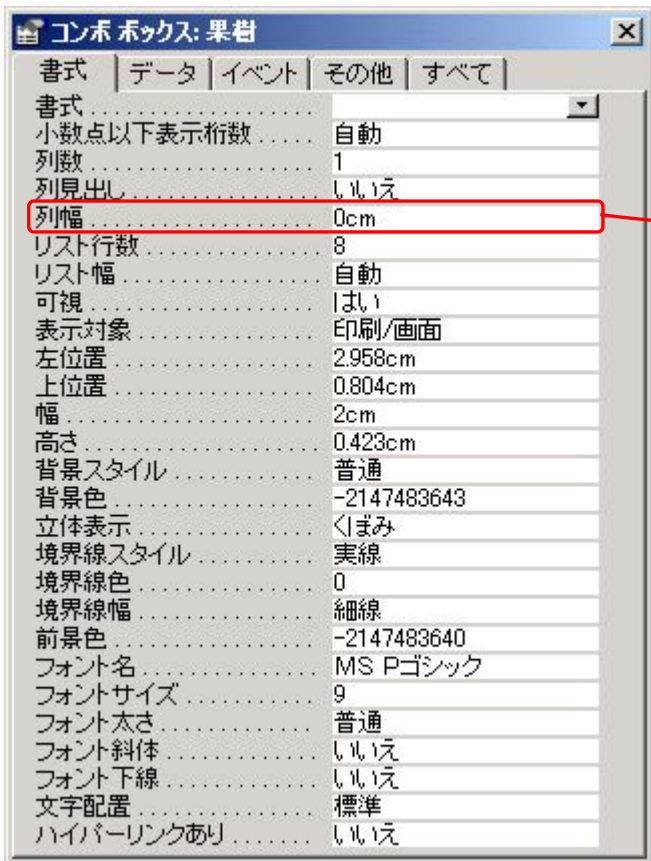 コンボ ボックス: 果樹
書式 データ イベント その他 すべて
書式
小数点以下表示桁数 自動
列数 1
列見出し いいえ
列幅 0cm
リスト行数 8
リスト幅 自動
可視 はい
表示対象 印刷/画面
左位置 2.958cm
上位置 0.804cm
幅 2cm
高さ 0.423cm
背景スタイル 普通
背景色 -2147483643
立体表示 くぼみ
境界線スタイル 実線
境界線色 0
境界線幅 細線
前景色 -2147483640
フォント名 MS Pゴシック
フォントサイズ 9
フォント太さ 普通
フォント斜体 いいえ
フォント下線 いいえ
文字配置 標準
ハイパーリンクあり いいえ